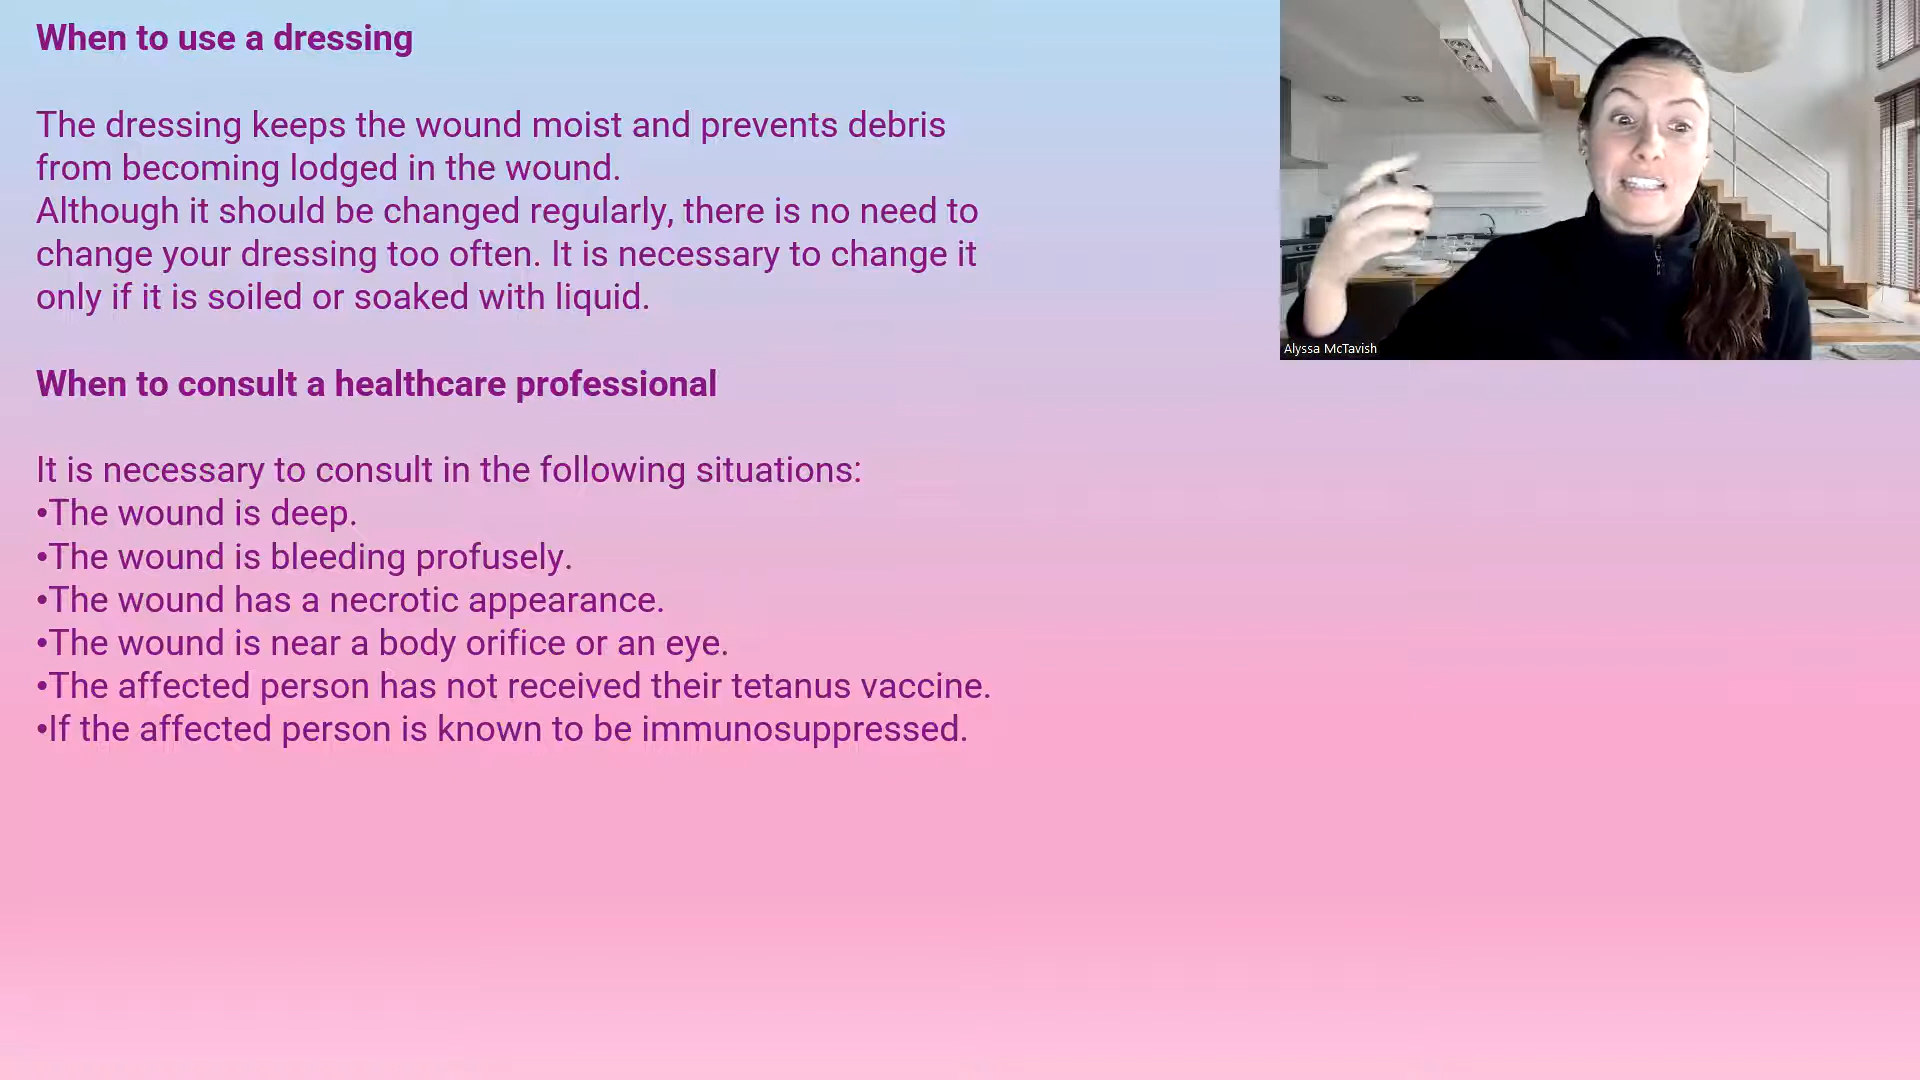 When to use a dressing
The dressing keeps the wound moist and prevents debris
from becoming lodged in the wound.
Although it should be changed regularly, there is no need to
change your dressing too often. It is necessary to change it
only if it is soiled or soaked with liquid.
When to consult a healthcare professional
It is necessary to consult in the following situations:
•The wound is deep.
•The wound is bleeding profusely.
•The wound has a necrotic appearance.
•The wound is near a body orifice or an eye.
•The affected person has not received their tetanus vaccine.
•If the affected person is known to be immunosuppressed.
Alyssa McTavish